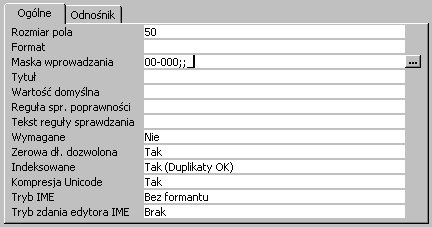 Ogólne Odnośnik
Rozmiar pola 50
Format
Maska wprowadzania 00-000;;_ ...
Tytuł
Wartość domyślna
Reguła spr. poprawności
Tekst reguły sprawdzania
Wymagane Nie
Zerowa dł. dozwolona Tak
Indeksowane Tak (Duplikaty OK)
Kompresja Unicode Tak
Tryb IME Bez formantu
Tryb zdania edytora IME Brak